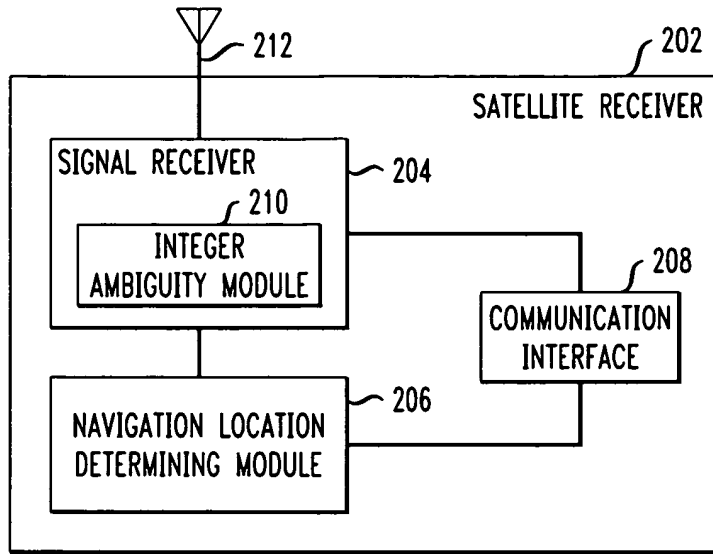 212
202
SATELLITE RECEIVER
SIGNAL RECEIVER
204
210
INTEGER
AMBIGUITY MODULE
208
COMMUNICATION
INTERFACE
206
NAVIGATION LOCATION
DETERMINING MODULE